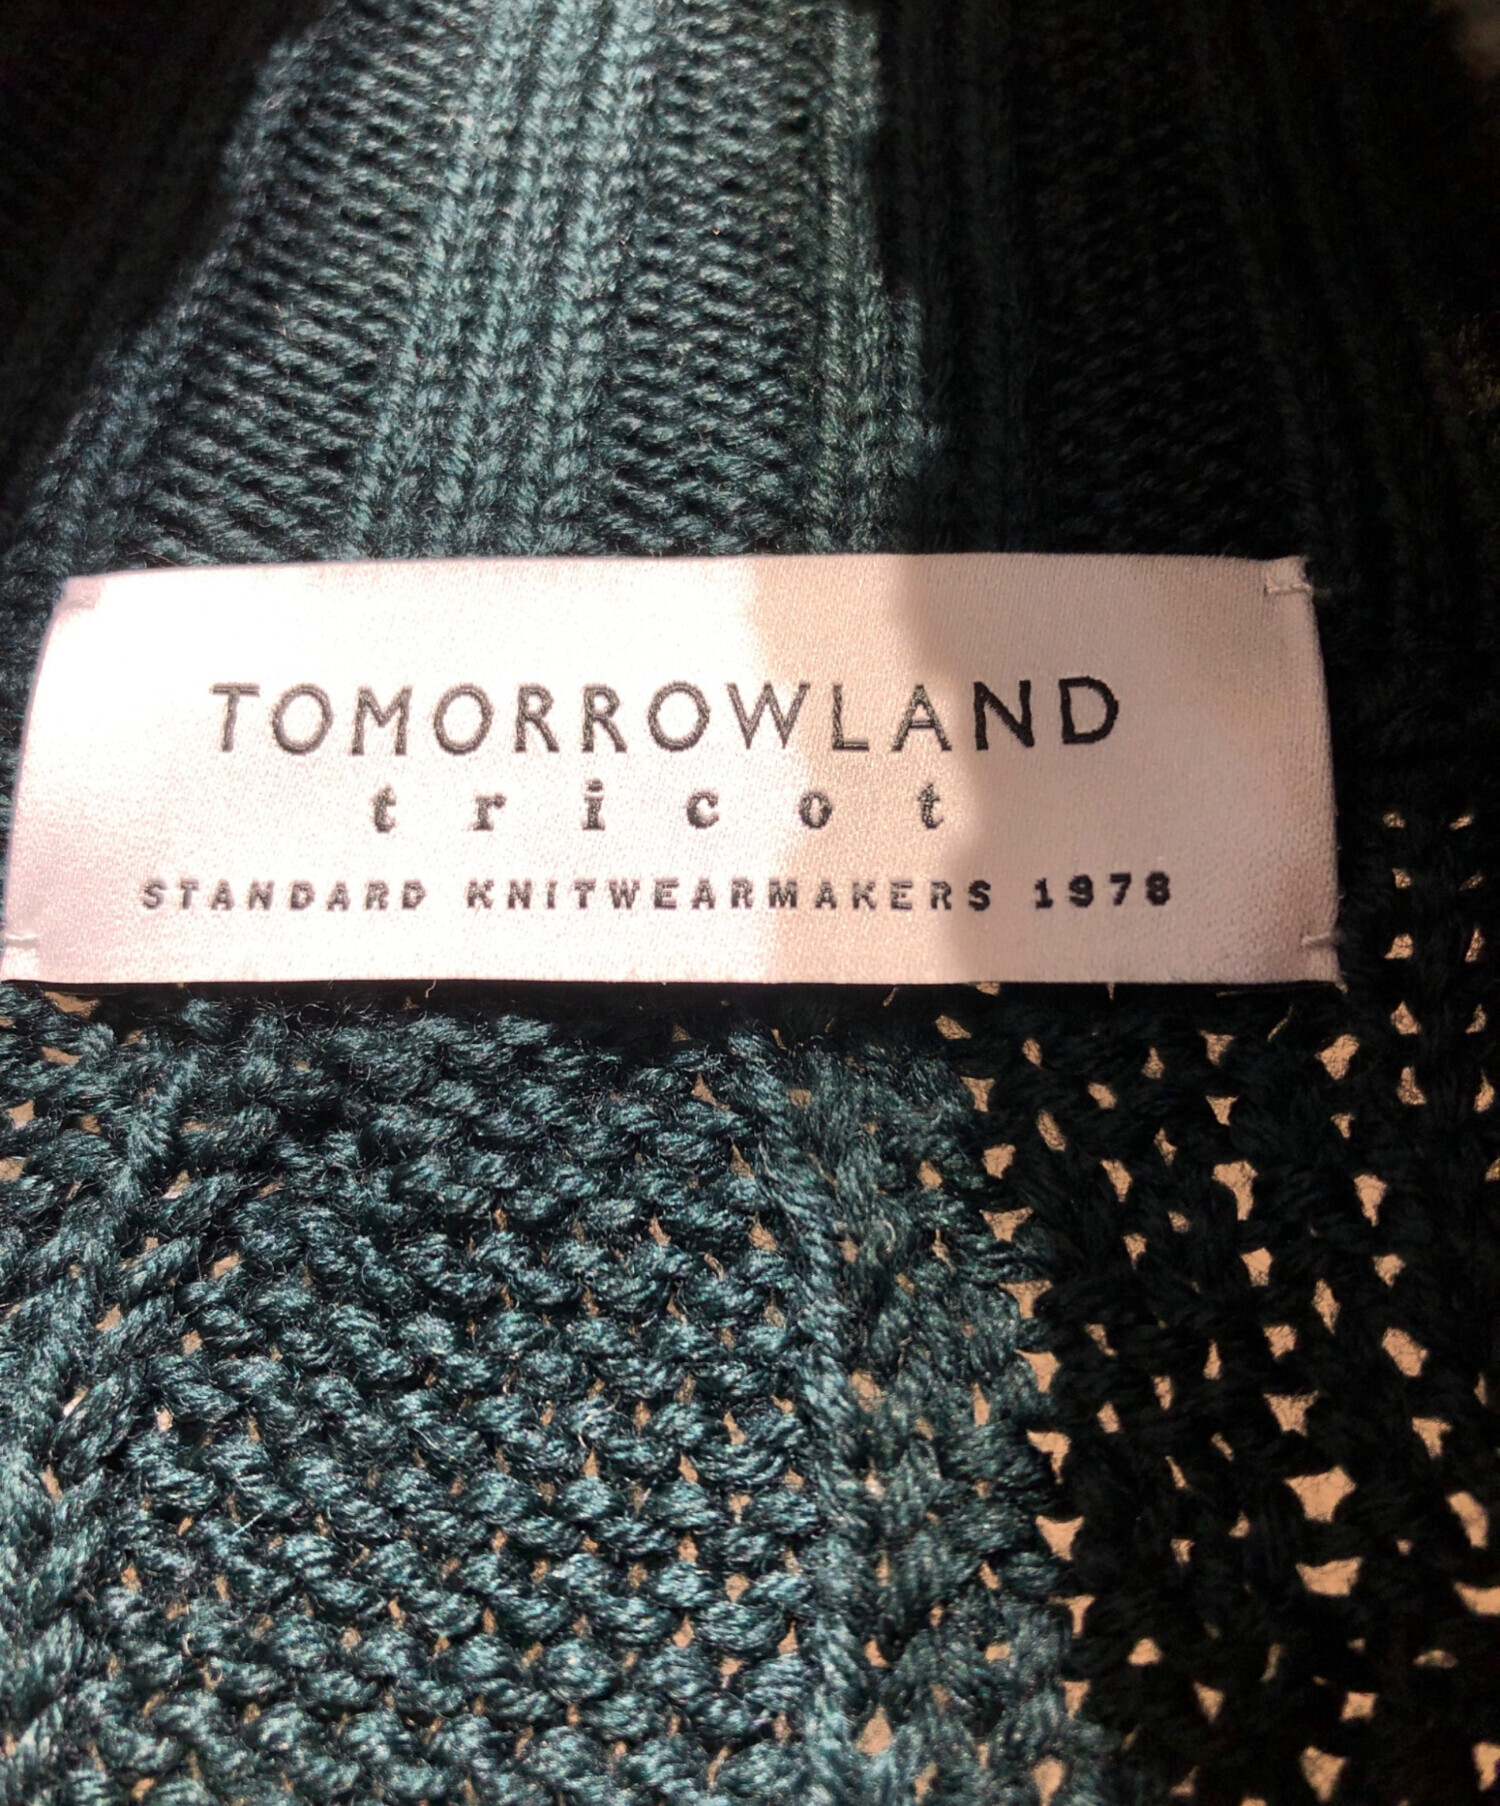 TOMORROWLAND
tricot
STANDARD KNITWEARMAKERS 1978